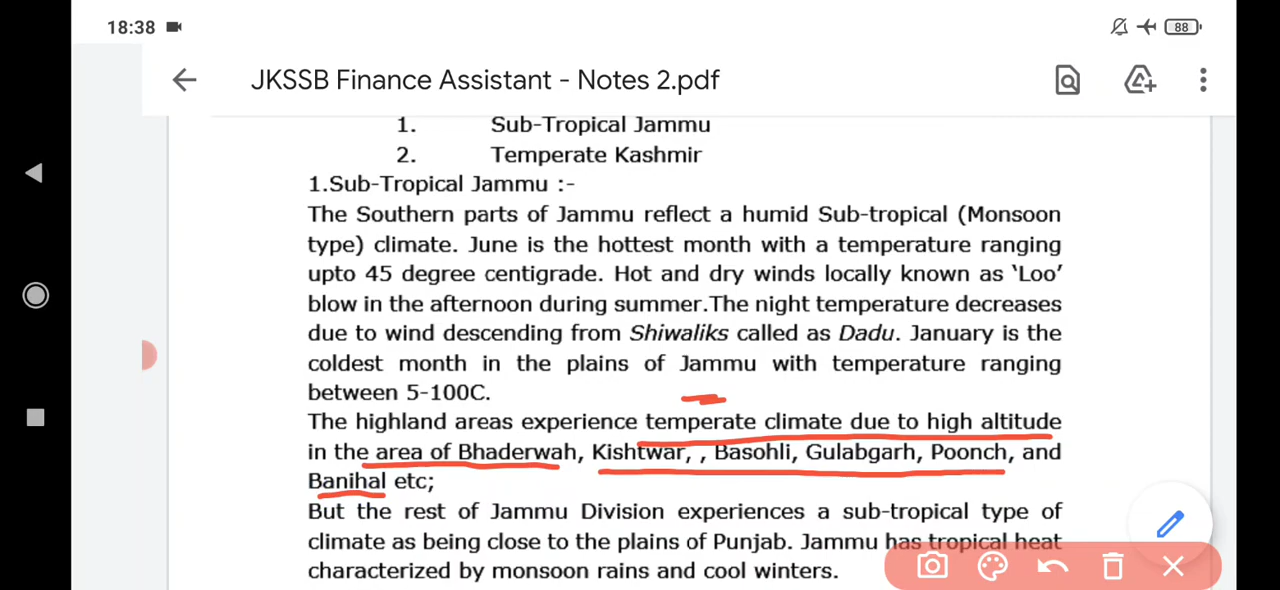 18:38
88
JKSSB Finance Assistant - Notes 2.pdf
1. Sub-Tropical Jammu
2. Temperate Kashmir
1.Sub-Tropical Jammu :-
The Southern parts of Jammu reflect a humid Sub-tropical (Monsoon
type) climate. June is the hottest month with a temperature ranging
upto 45 degree centigrade. Hot and dry winds locally known as ‘Loo’
blow in the afternoon during summer.The night temperature decreases
due to wind descending from Shiwaliks called as Dadu. January is the
coldest month in the plains of Jammu with temperature ranging
between 5-100C.
The highland areas experience temperate climate due to high altitude
in the area of Bhaderwah, Kishtwar, , Basohli, Gulabgarh, Poonch, and
Banihal etc;
But the rest of Jammu Division experiences a sub-tropical type of
climate as being close to the plains of Punjab. Jammu has tropical heat
characterized by monsoon rains and cool winters.